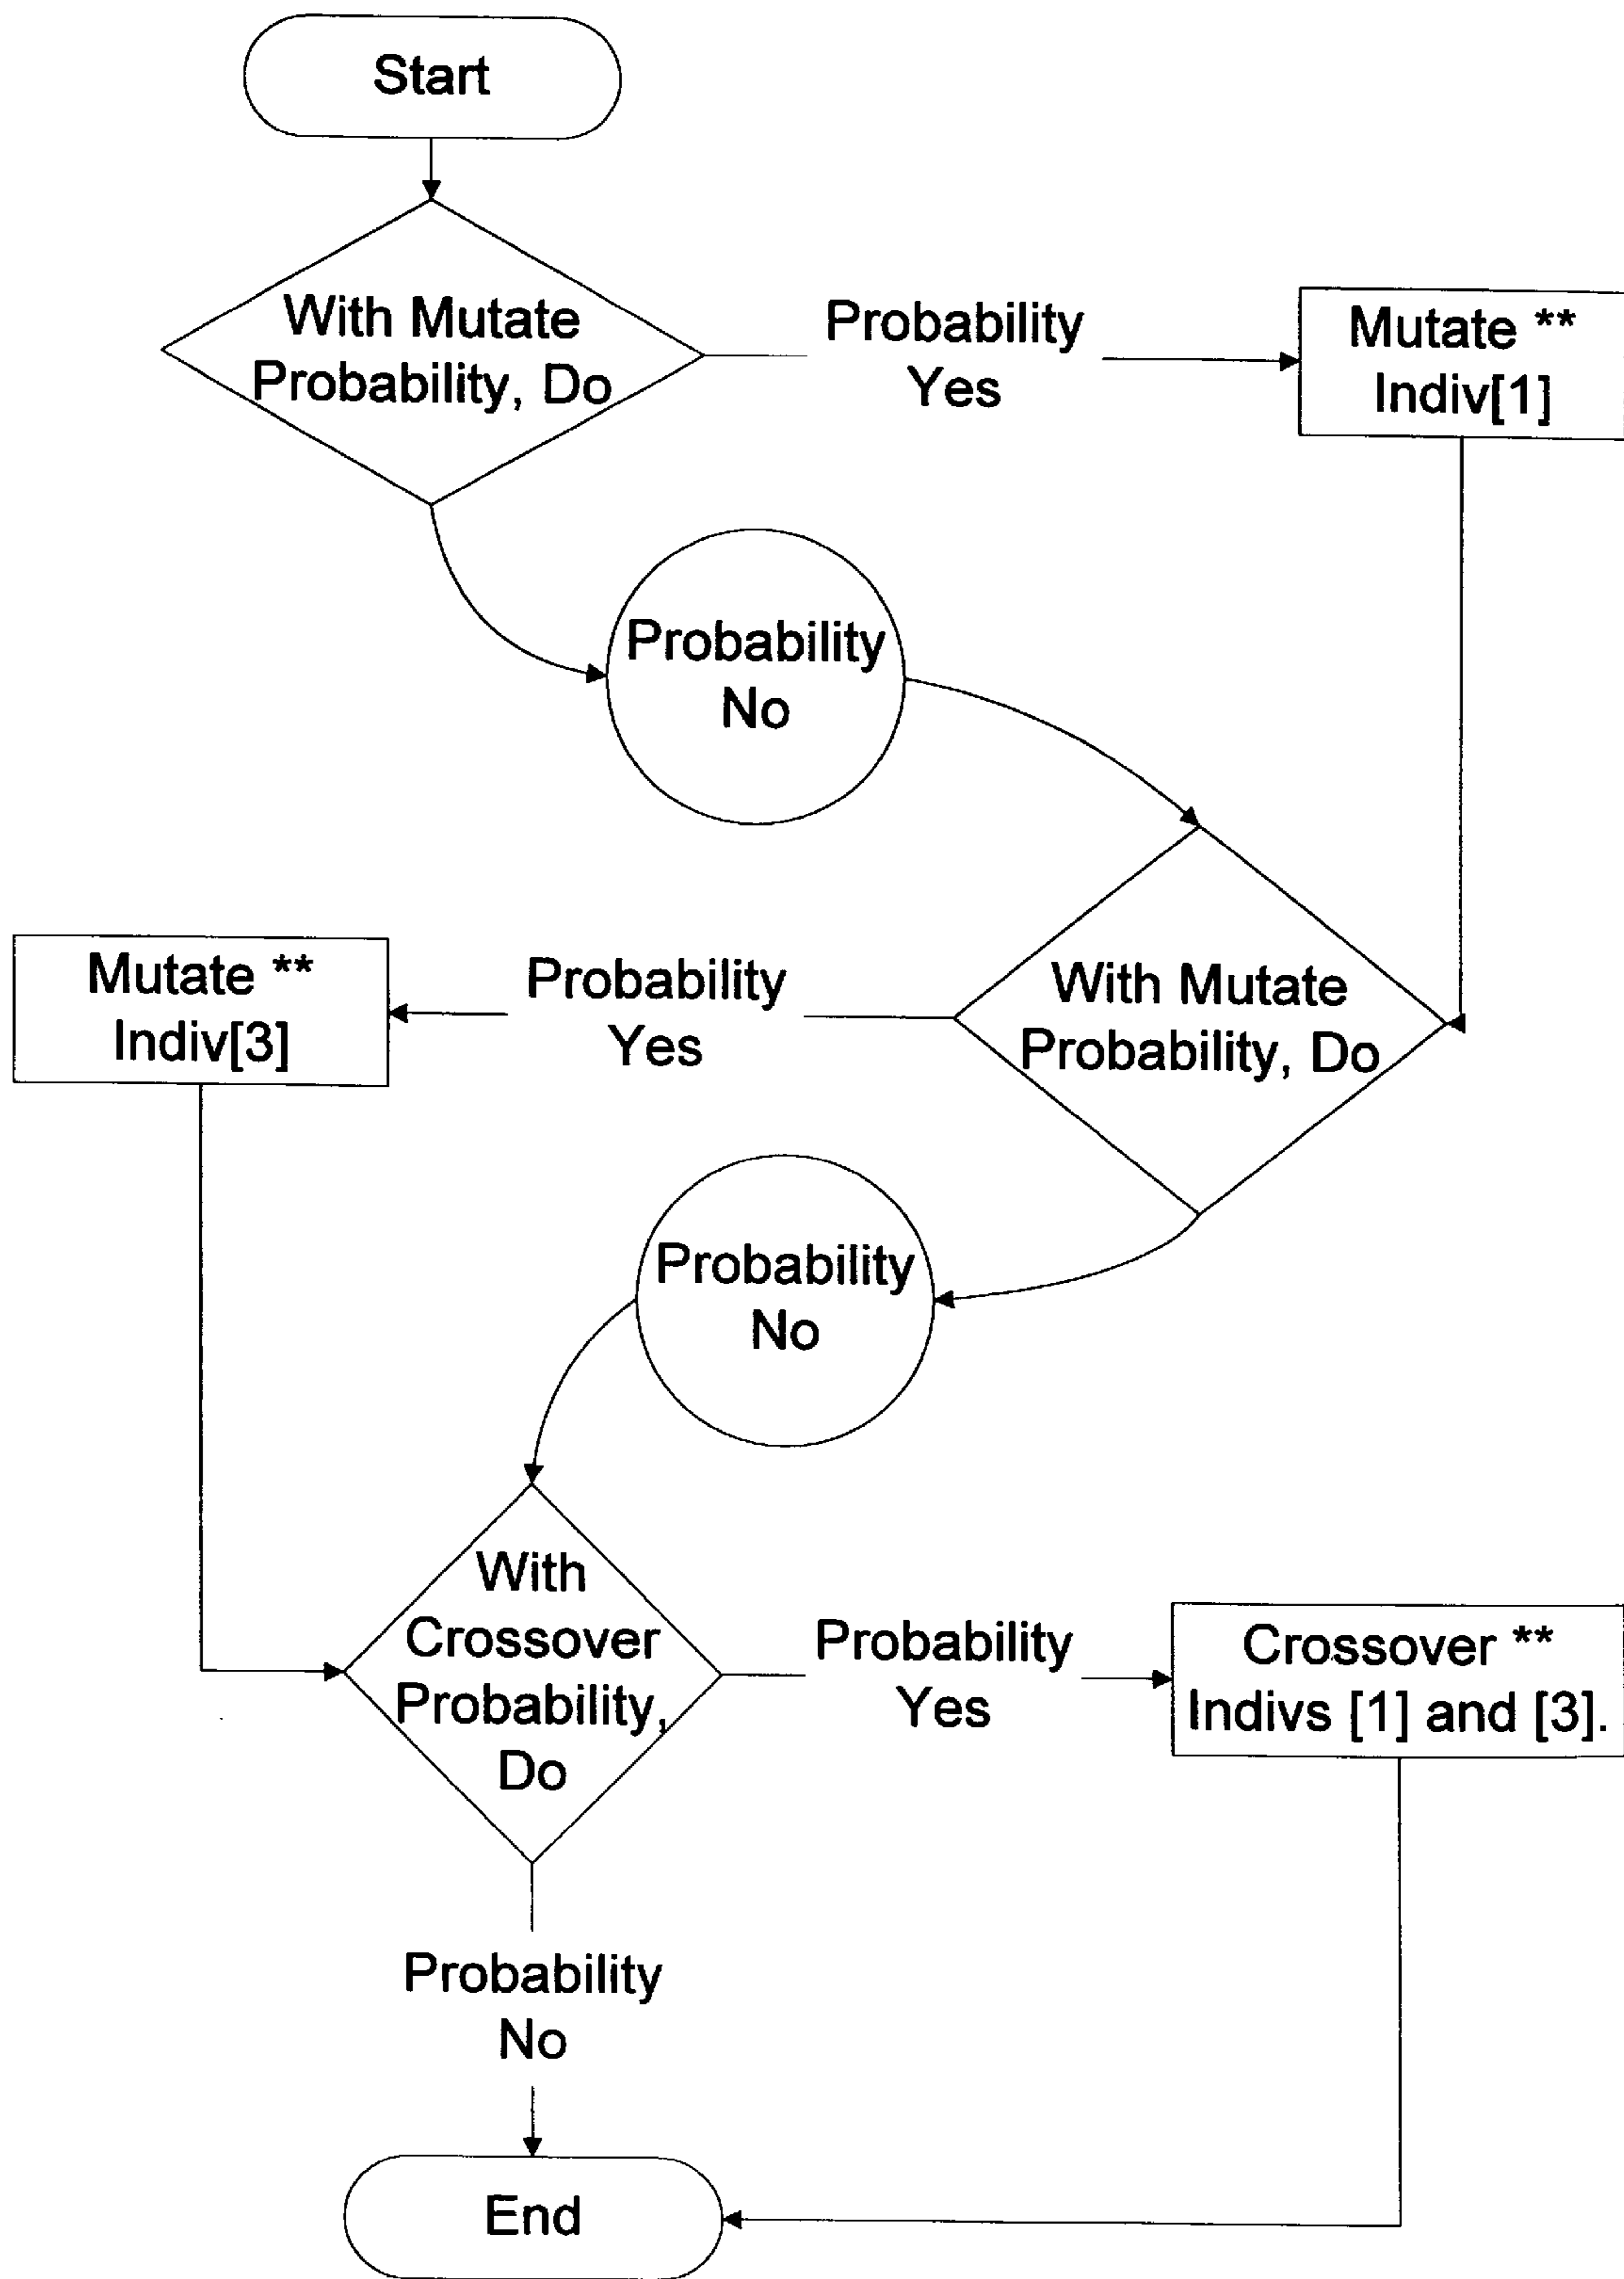 Start
With Mutate
Probability, Do
Probability
Yes
Mutate **
Indiv[1]
Probability
No
Mutate **
Indiv[3]
Probability
Yes
With Mutate
Probability, Do
Probability
No
With
Crossover
Probability,
Do
Probability
Yes
Crossover **
Indivs [1] and [3].
Probability
No
End